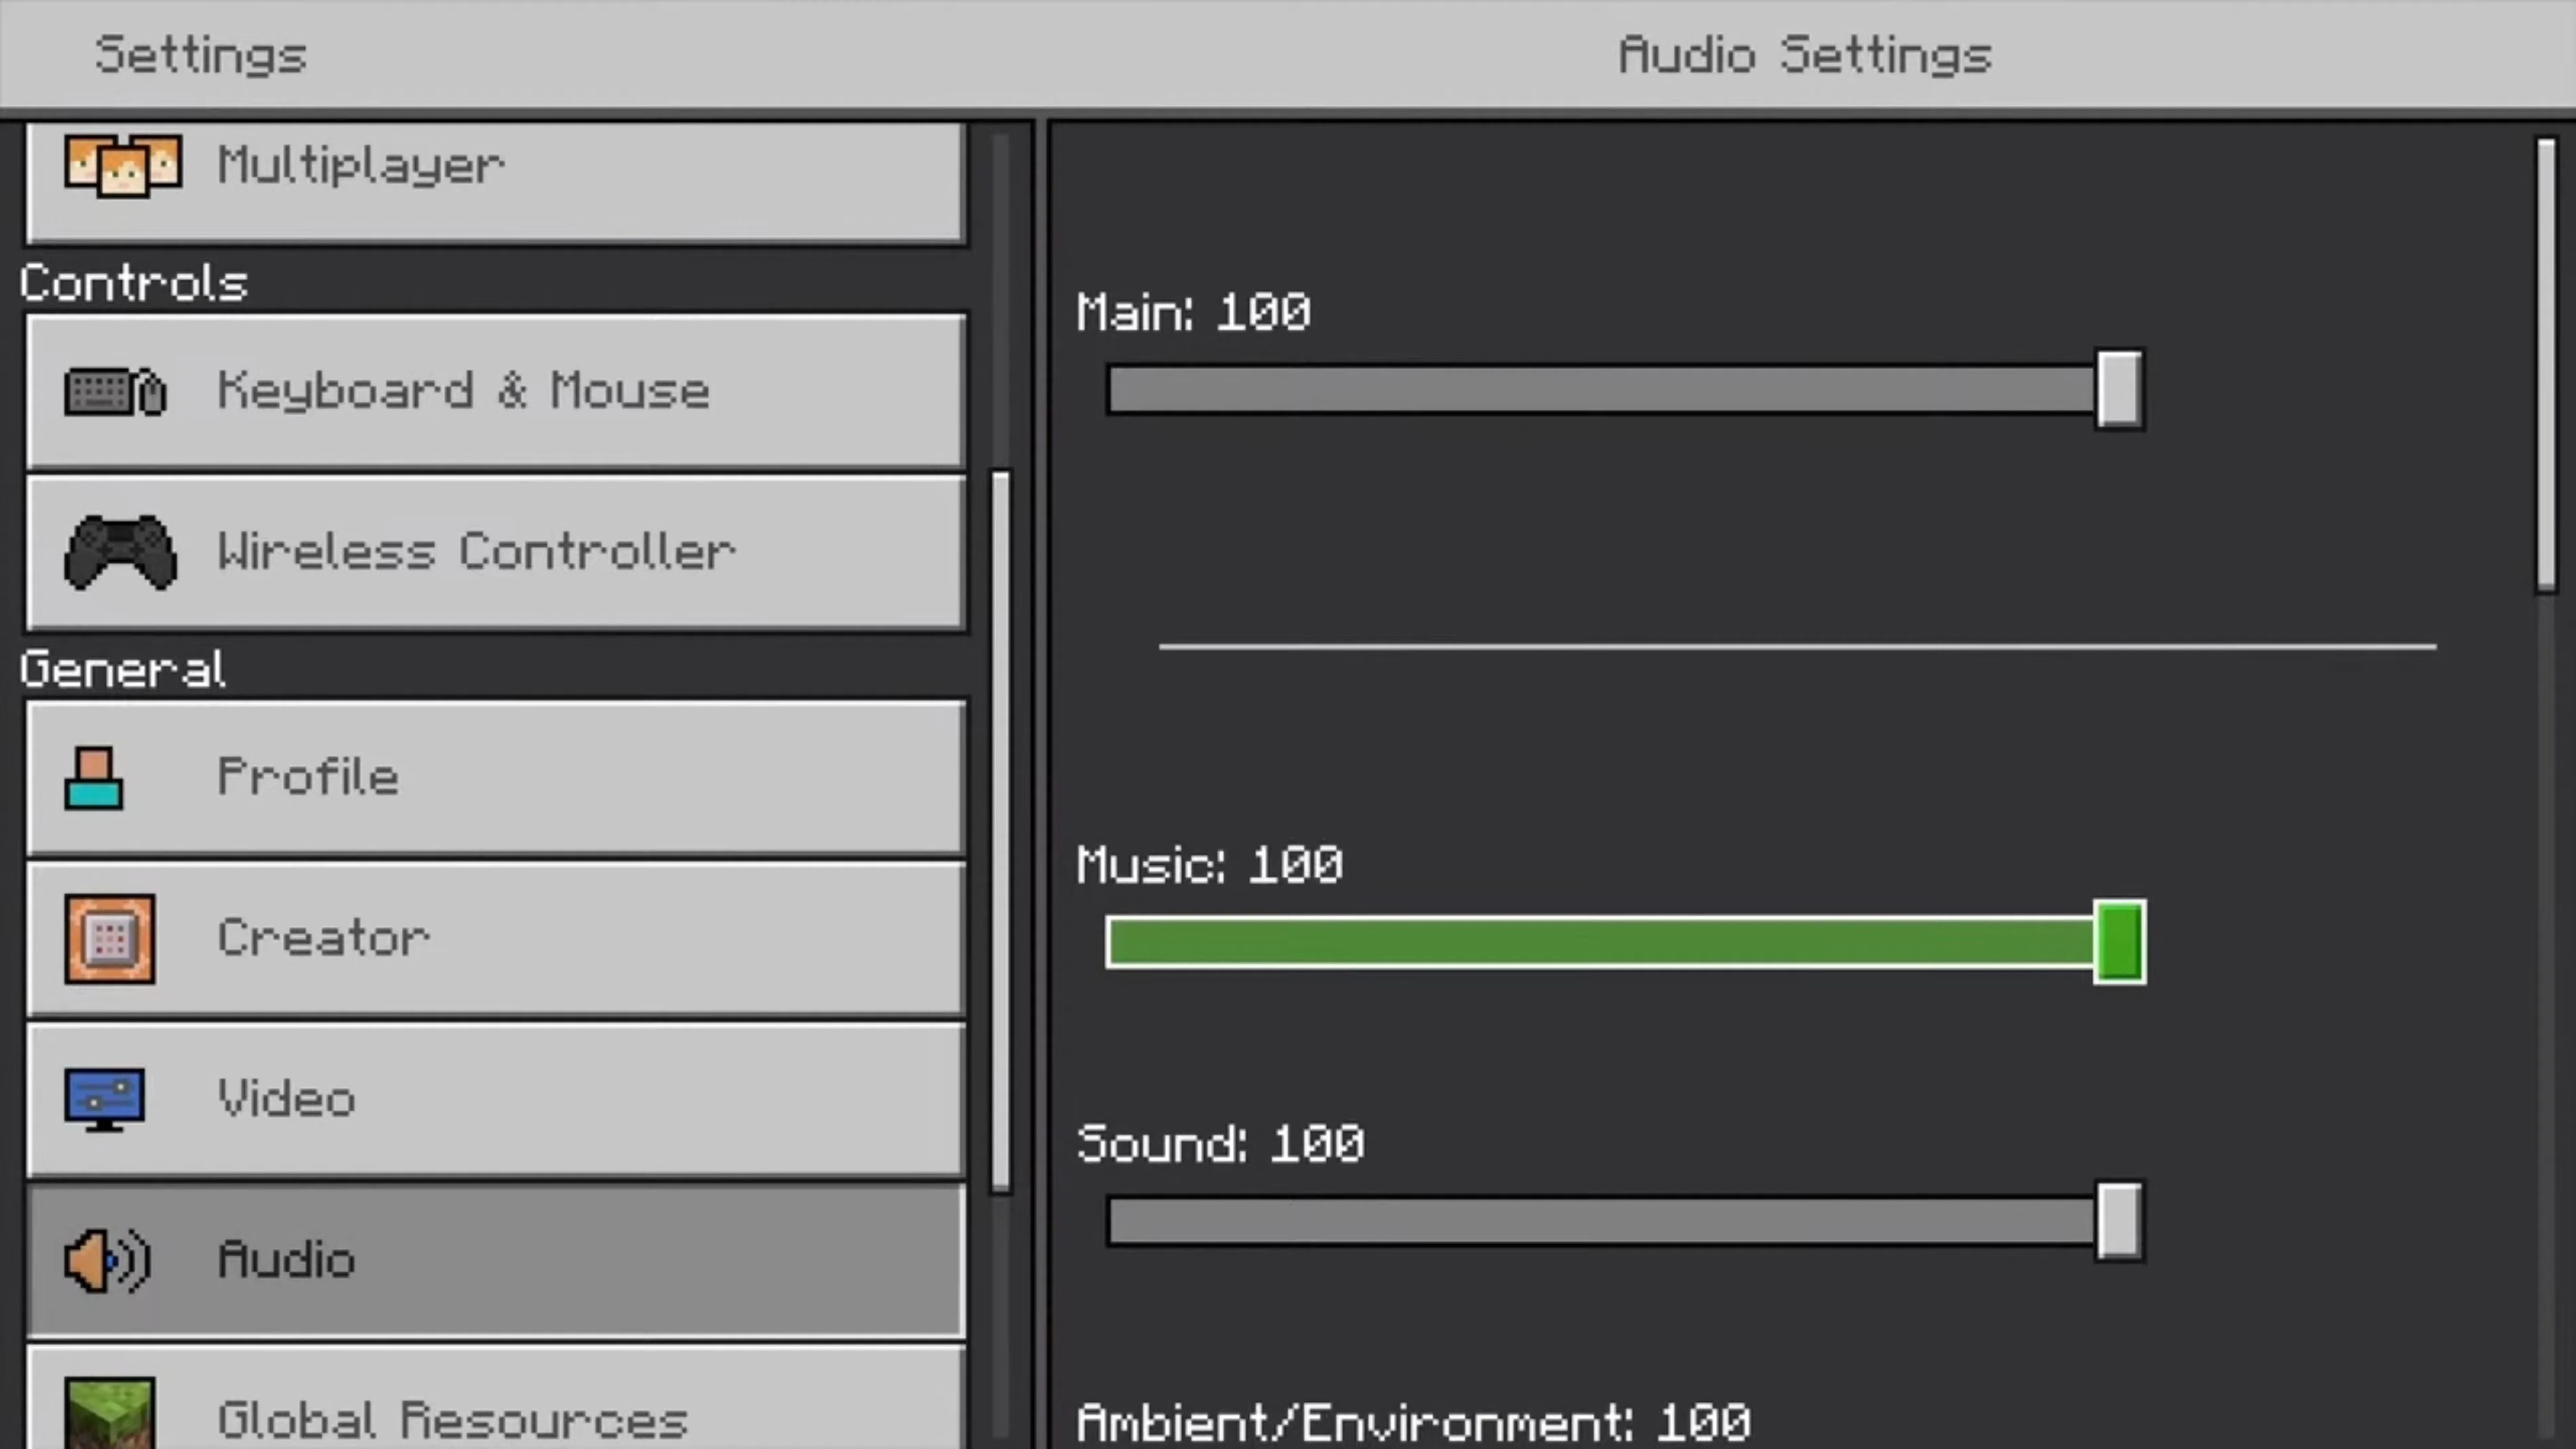 Settings
Audio Settings
Multiplayer
Controls
Keyboard & Mouse
Wireless Controller
General
Profile
Creator
Video
Audio
Global Resources
Main: 100
Music: 100
Sound: 100
Ambient/Environment: 100